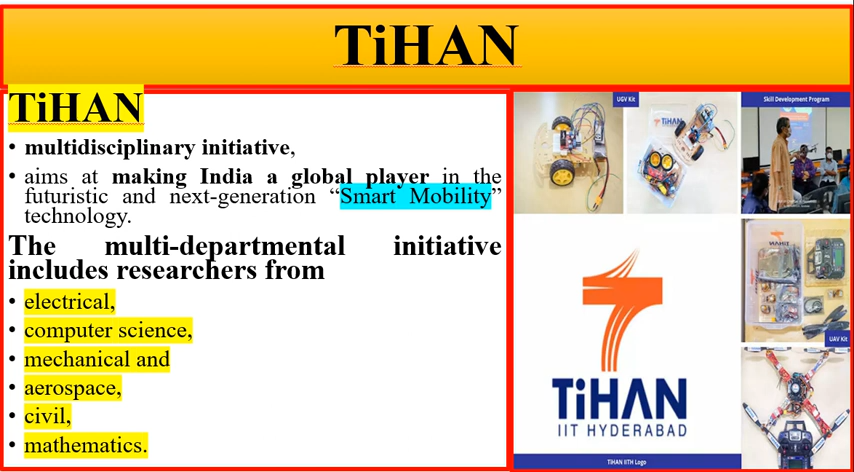 TiHAN
TiHAN
• multidisciplinary initiative,
• aims at making India a global player in the
futuristic and next-generation “Smart Mobility”
technology.
The multi-departmental initiative
includes researchers from
• electrical,
• computer science,
• mechanical and
• aerospace,
• civil,
• mathematics.
UGV Kit
TiHAN
Skill Development Program
UAV Kit
TiHAN
IIT HYDERABAD
TiHAN IITH Logo